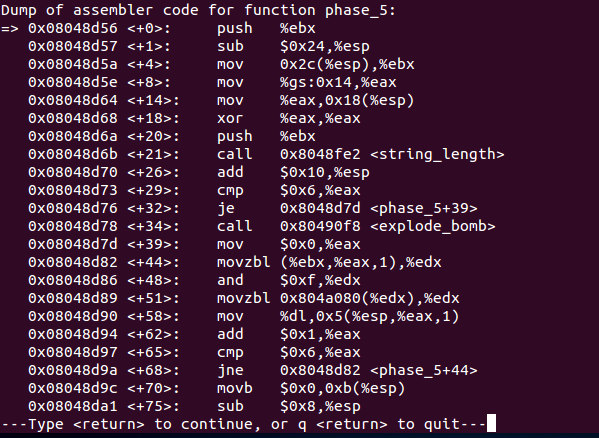 Dump of assembler code for function phase_5:
=> 0x08048d56 <+0>:     push   %ebx
   0x08048d57 <+1>:     sub    $0x24,%esp
   0x08048d5a <+4>:     mov    0x2c(%esp),%ebx
   0x08048d5e <+8>:     mov    %gs:0x14,%eax
   0x08048d64 <+14>:    mov    %eax,0x18(%esp)
   0x08048d68 <+18>:    xor    %eax,%eax
   0x08048d6a <+20>:    push   %ebx
   0x08048d6b <+21>:    call   0x8048fe2 <string_length>
   0x08048d70 <+26>:    add    $0x10,%esp
   0x08048d73 <+29>:    cmp    $0x6,%eax
   0x08048d76 <+32>:    je     0x8048d7d <phase_5+39>
   0x08048d78 <+34>:    call   0x80490f8 <explode_bomb>
   0x08048d7d <+39>:    mov    $0x0,%eax
   0x08048d82 <+44>:    movzbl (%ebx,%eax,1),%edx
   0x08048d86 <+48>:    and    $0xf,%edx
   0x08048d89 <+51>:    movzbl 0x804a080(%edx),%edx
   0x08048d90 <+58>:    mov    %dl,0x5(%esp,%eax,1)
   0x08048d94 <+62>:    add    $0x1,%eax
   0x08048d97 <+65>:    cmp    $0x6,%eax
   0x08048d9a <+68>:    jne    0x8048d82 <phase_5+44>
   0x08048d9c <+70>:    movb   $0x0,0xb(%esp)
   0x08048da1 <+75>:    sub    $0x8,%esp
---Type <return> to continue, or q <return> to quit---